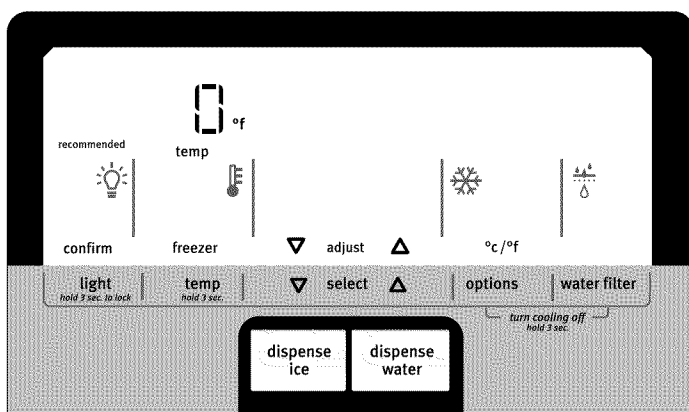 0 °f
recommended
temp
confirm freezer ▽ adjust △ °c/°f
light temp ▽ select △ options water filter
hold 3 sec. to lock hold 3 sec.
turn cooling off
hold 3 sec.
dispense ice
dispense water